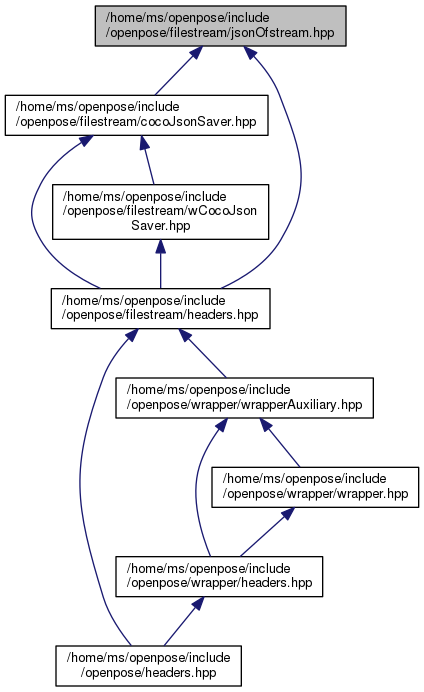 /home/ms/openpose/include
/openpose/filestream/jsonOfstream.hpp
/home/ms/openpose/include
/openpose/filestream/cocoJsonSaver.hpp
/home/ms/openpose/include
/openpose/filestream/wCocoJson
Saver.hpp
/home/ms/openpose/include
/openpose/filestream/headers.hpp
/home/ms/openpose/include
/openpose/wrapper/wrapperAuxiliary.hpp
/home/ms/openpose/include
/openpose/wrapper/wrapper.hpp
/home/ms/openpose/include
/openpose/wrapper/headers.hpp
/home/ms/openpose/include
/openpose/headers.hpp